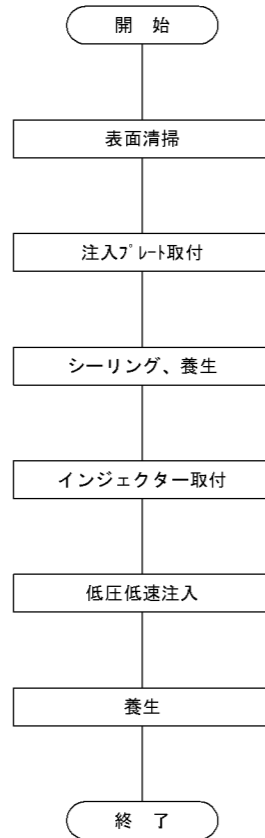 開　始
表面清掃
注入ﾌﾟﾚｰﾄ取付
シーリング、養生
インジェクター取付
低圧低速注入
養生
終　了